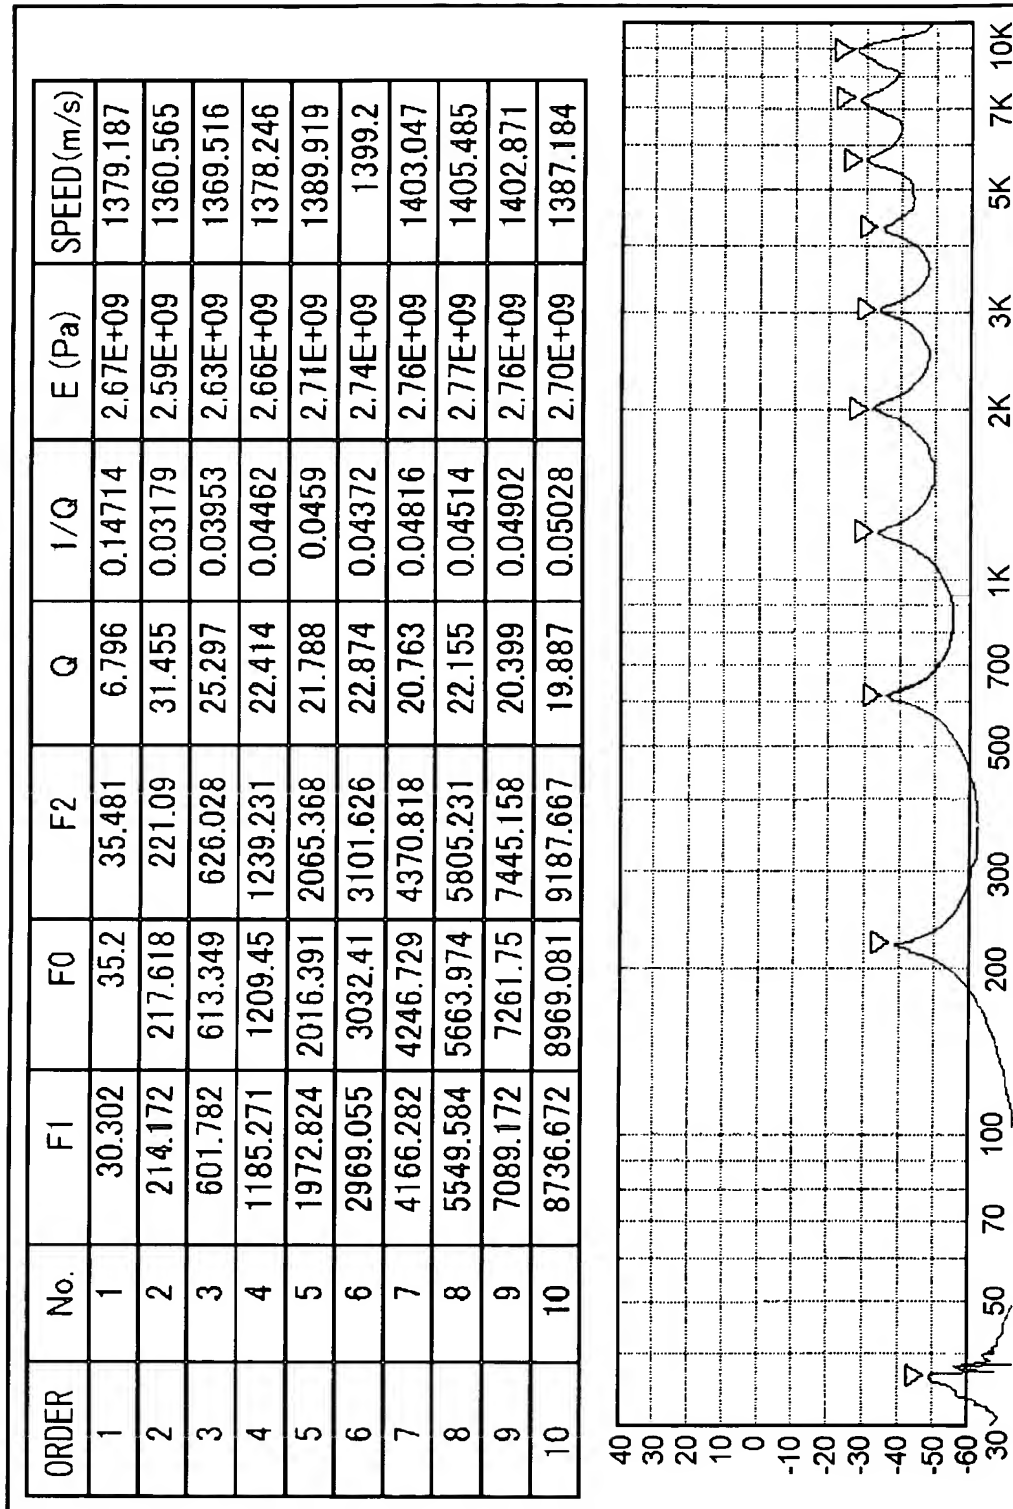 ORDER No. F1 F0 F2 Q 1/Q E (Pa) SPEED(m/s)
1 1 30.302 35.2 35.481 6.796 0.14714 2.67E+09 1379.187
2 2 214.172 217.618 221.09 31.455 0.03179 2.59E+09 1360.565
3 3 601.782 613.349 626.028 25.297 0.03953 2.63E+09 1369.516
4 4 1185.271 1209.45 1239.231 22.414 0.04462 2.66E+09 1378.246
5 5 1972.824 2016.391 2065.368 21.788 0.0459 2.71E+09 1389.919
6 6 2969.055 3032.41 3101.626 22.874 0.04372 2.74E+09 1399.2
7 7 4166.282 4246.729 4370.818 20.763 0.04816 2.76E+09 1403.047
8 8 5549.584 5663.974 5805.231 22.155 0.04514 2.77E+09 1405.485
9 9 7089.172 7261.75 7445.158 20.399 0.04902 2.76E+09 1402.871
10 10 8736.672 8969.081 9187.667 19.887 0.05028 2.70E+09 1387.184
40
30
20
10
0
-10
-20
-30
-40
-50
-60
30 50 70 100 200 300 500 700 1K 2K 3K 5K 7K 10K